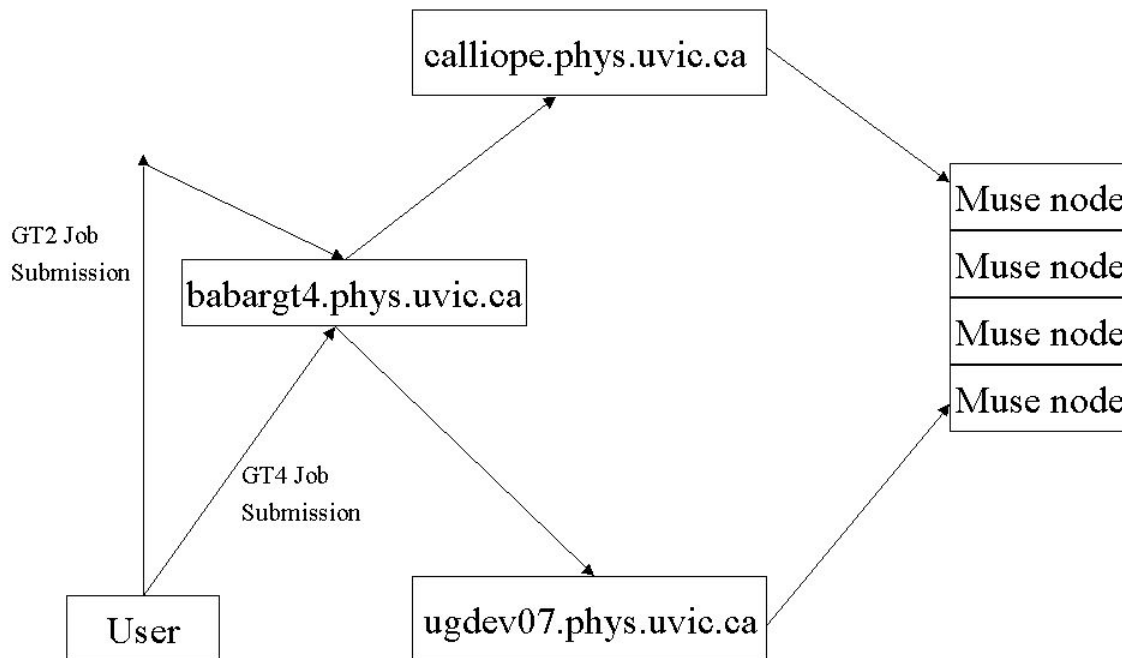 calliope.phys.uvic.ca
Muse node
GT2 Job
Submission
Muse node
babargt4.phys.uvic.ca
Muse node
Muse node
GT4 Job
Submission
User
ugdev07.phys.uvic.ca